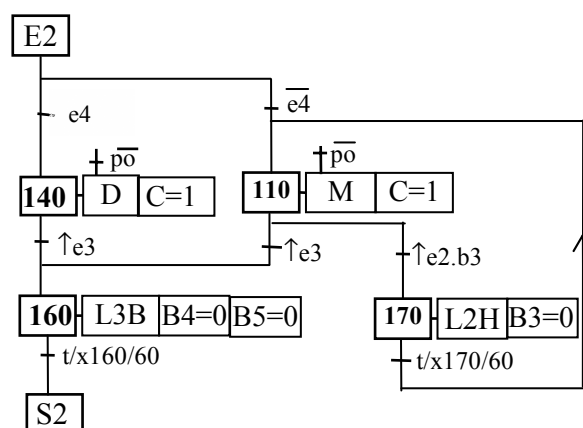 E2
e4
e̅4̅
p̅o̅
p̅o̅
140 D C=1
110 M C=1
↑e3
↑e3
↑e2.b3
160 L3B B4=0 B5=0
170 L2H B3=0
t/x160/60
t/x170/60
S2